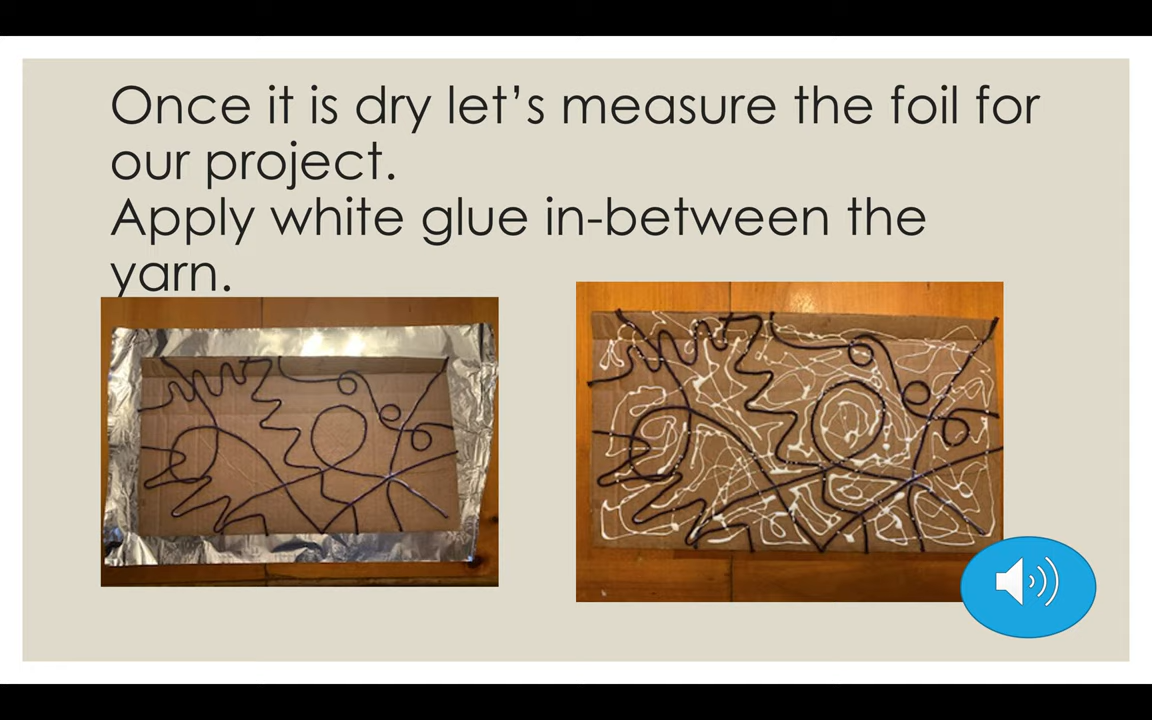 Once it is dry let’s measure the foil for
our project.
Apply white glue in-between the
yarn.